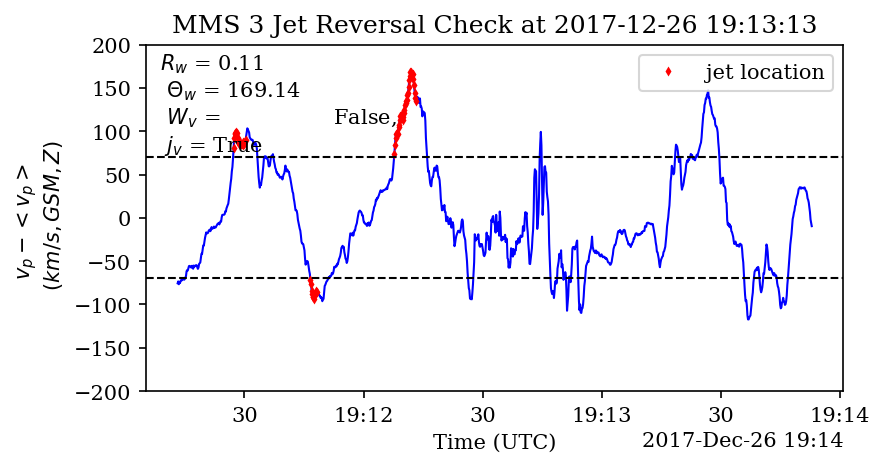 MMS 3 Jet Reversal Check at 2017-12-26 19:13:13
R_w = 0.11
Θ_w = 169.14
W_v = False,
j_v = True
jet location
v_p − <v_p>
(km/s, GSM, Z)
200
150
100
50
0
−50
−100
−150
−200
30
19:12
30
19:13
30
19:14
Time (UTC)
2017-Dec-26 19:14